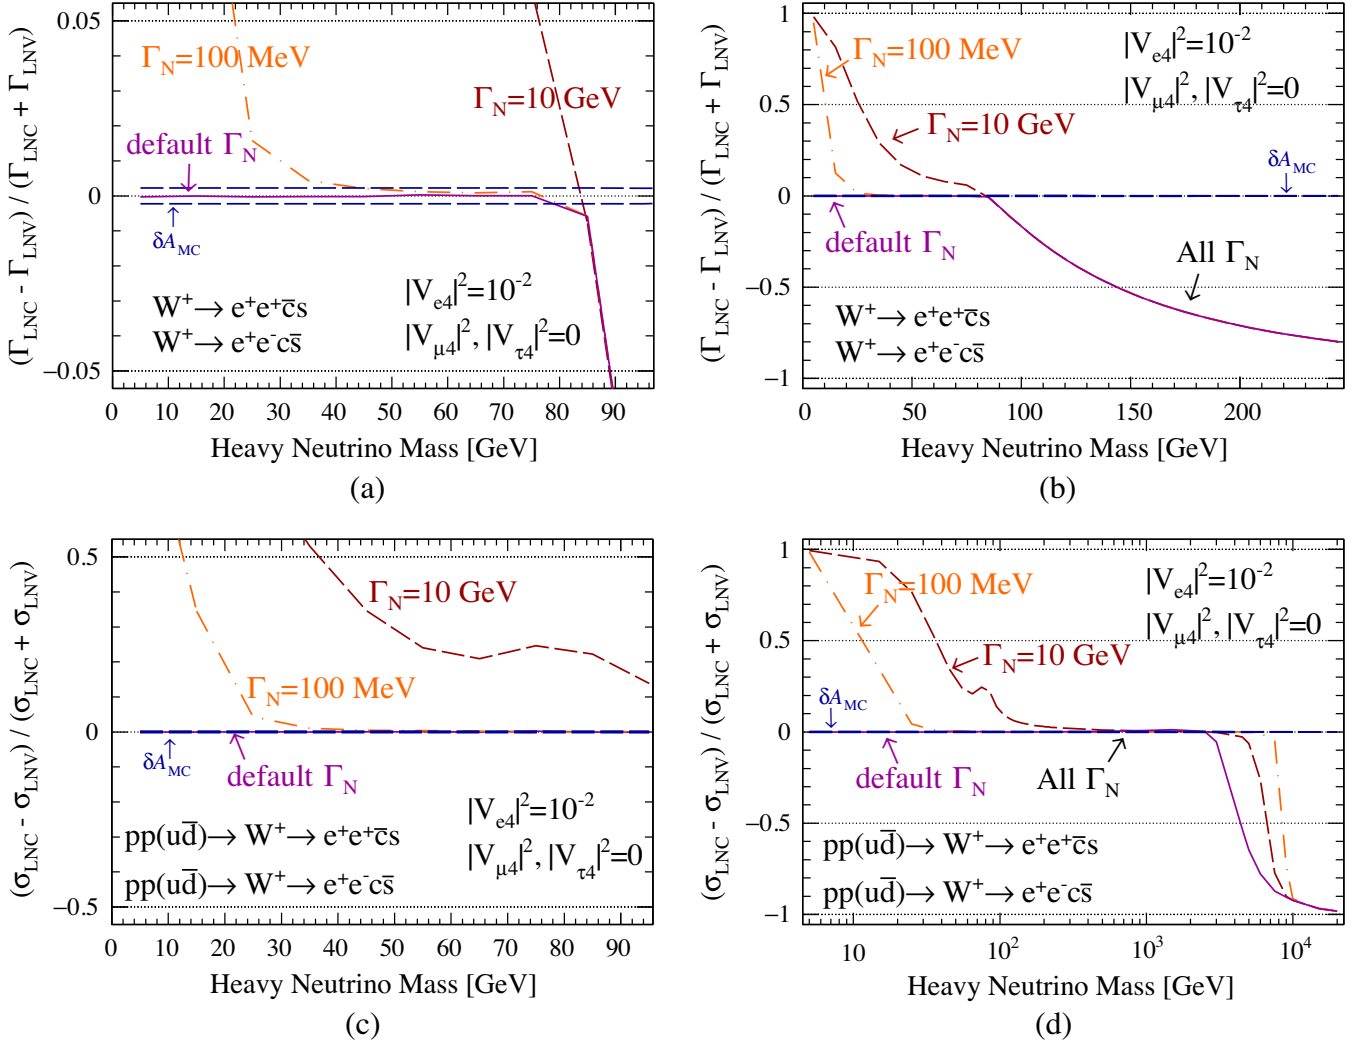 (Γ_LNC - Γ_LNV) / (Γ_LNC + Γ_LNV)
0.05
0
−0.05
Γ_N=100 MeV
Γ_N=10 GeV
default Γ_N
δA_MC
W⁺→ e⁺e⁺c̅s
W⁺→ e⁺e⁻cs̅
|V_e4|²=10⁻²
|V_μ4|², |V_τ4|²=0
0 10 20 30 40 50 60 70 80 90
Heavy Neutrino Mass [GeV]
(a)
(Γ_LNC - Γ_LNV) / (Γ_LNC + Γ_LNV)
1
0.5
0
−0.5
−1
Γ_N=100 MeV
|V_e4|²=10⁻²
|V_μ4|², |V_τ4|²=0
Γ_N=10 GeV
δA_MC
default Γ_N
All Γ_N
W⁺→ e⁺e⁺c̅s
W⁺→ e⁺e⁻cs̅
0 50 100 150 200
Heavy Neutrino Mass [GeV]
(b)
(σ_LNC - σ_LNV) / (σ_LNC + σ_LNV)
0.5
0
−0.5
Γ_N=10 GeV
Γ_N=100 MeV
δA_MC
default Γ_N
|V_e4|²=10⁻²
|V_μ4|², |V_τ4|²=0
pp(ud̅)→ W⁺→ e⁺e⁺c̅s
pp(ud̅)→ W⁺→ e⁺e⁻cs̅
0 10 20 30 40 50 60 70 80 90
Heavy Neutrino Mass [GeV]
(c)
(σ_LNC - σ_LNV) / (σ_LNC + σ_LNV)
1
0.5
0
−0.5
−1
Γ_N=100 MeV
|V_e4|²=10⁻²
|V_μ4|², |V_τ4|²=0
Γ_N=10 GeV
δA_MC
default Γ_N
All Γ_N
pp(ud̅)→ W⁺→ e⁺e⁺c̅s
pp(ud̅)→ W⁺→ e⁺e⁻cs̅
10 10² 10³ 10⁴
Heavy Neutrino Mass [GeV]
(d)